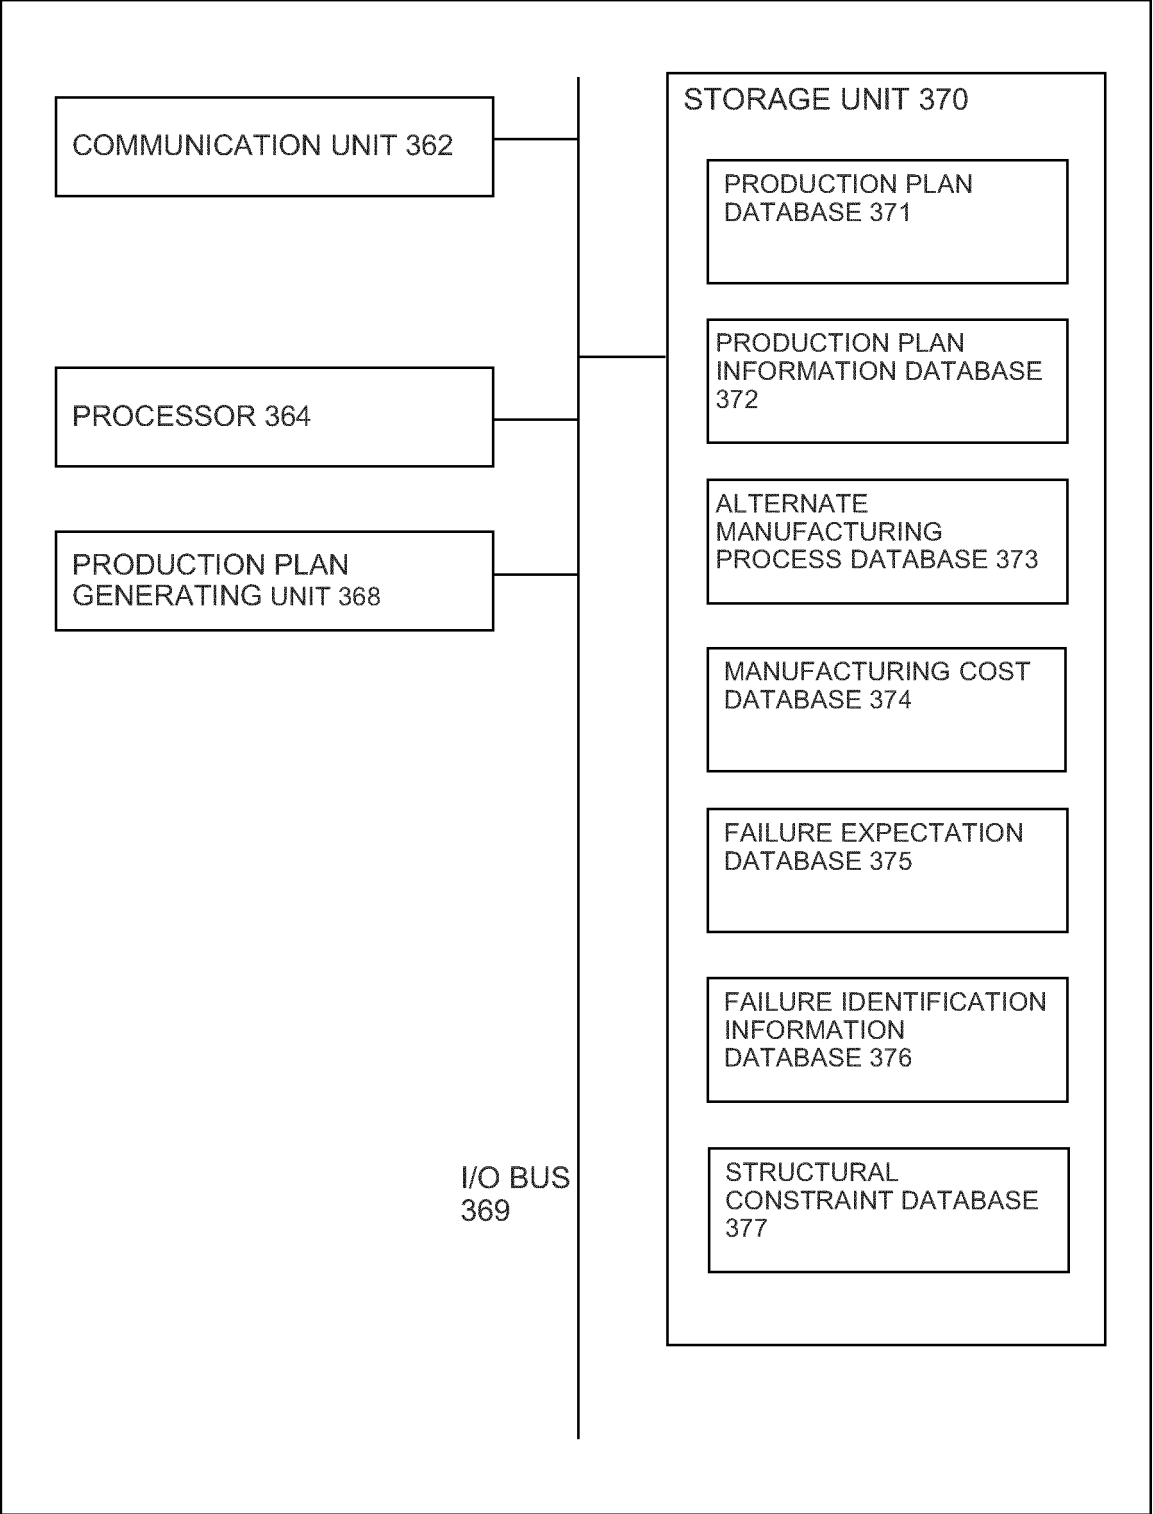 COMMUNICATION UNIT 362
PROCESSOR 364
PRODUCTION PLAN
GENERATING UNIT 368
I/O BUS
369
STORAGE UNIT 370
PRODUCTION PLAN
DATABASE 371
PRODUCTION PLAN
INFORMATION DATABASE
372
ALTERNATE
MANUFACTURING
PROCESS DATABASE 373
MANUFACTURING COST
DATABASE 374
FAILURE EXPECTATION
DATABASE 375
FAILURE IDENTIFICATION
INFORMATION
DATABASE 376
STRUCTURAL
CONSTRAINT DATABASE
377